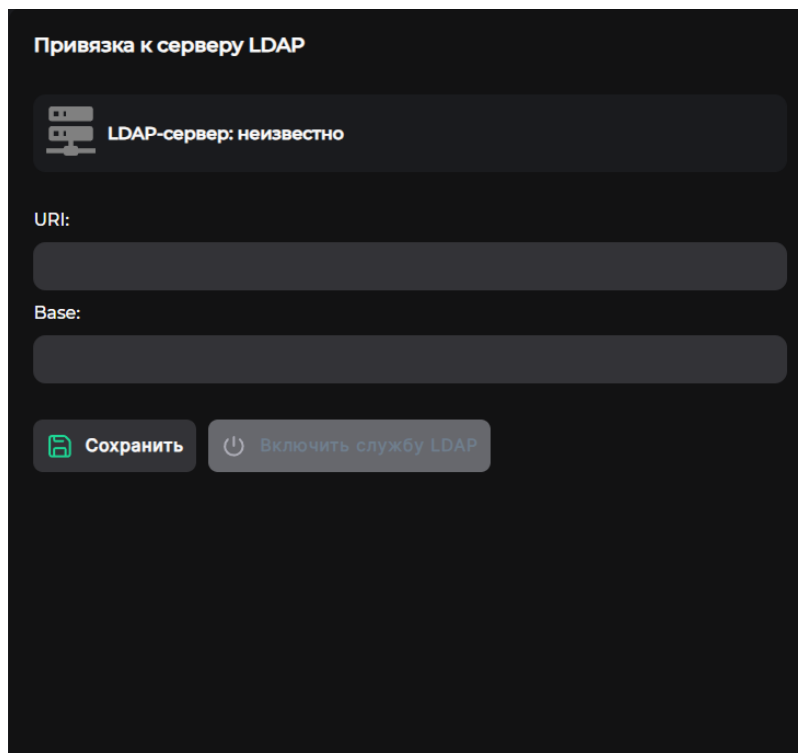 Привязка к серверу LDAP
LDAP-сервер: неизвестно
URI:
Base:
Сохранить
Включить службу LDAP